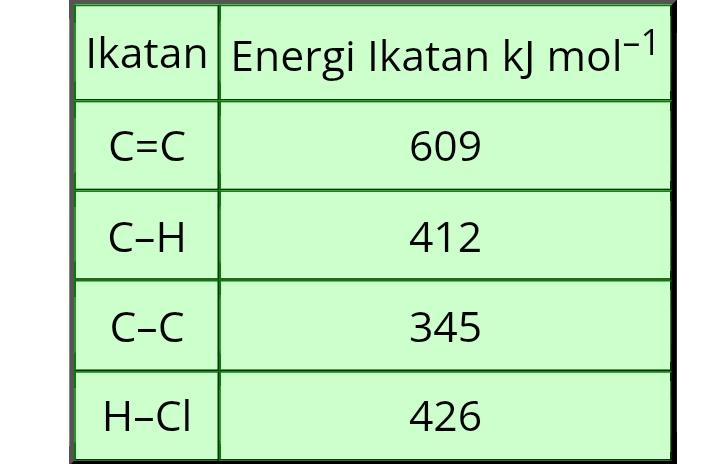 Ikatan Energi Ikatan kJ mol⁻¹
C=C 609
C–H 412
C–C 345
H–Cl 426